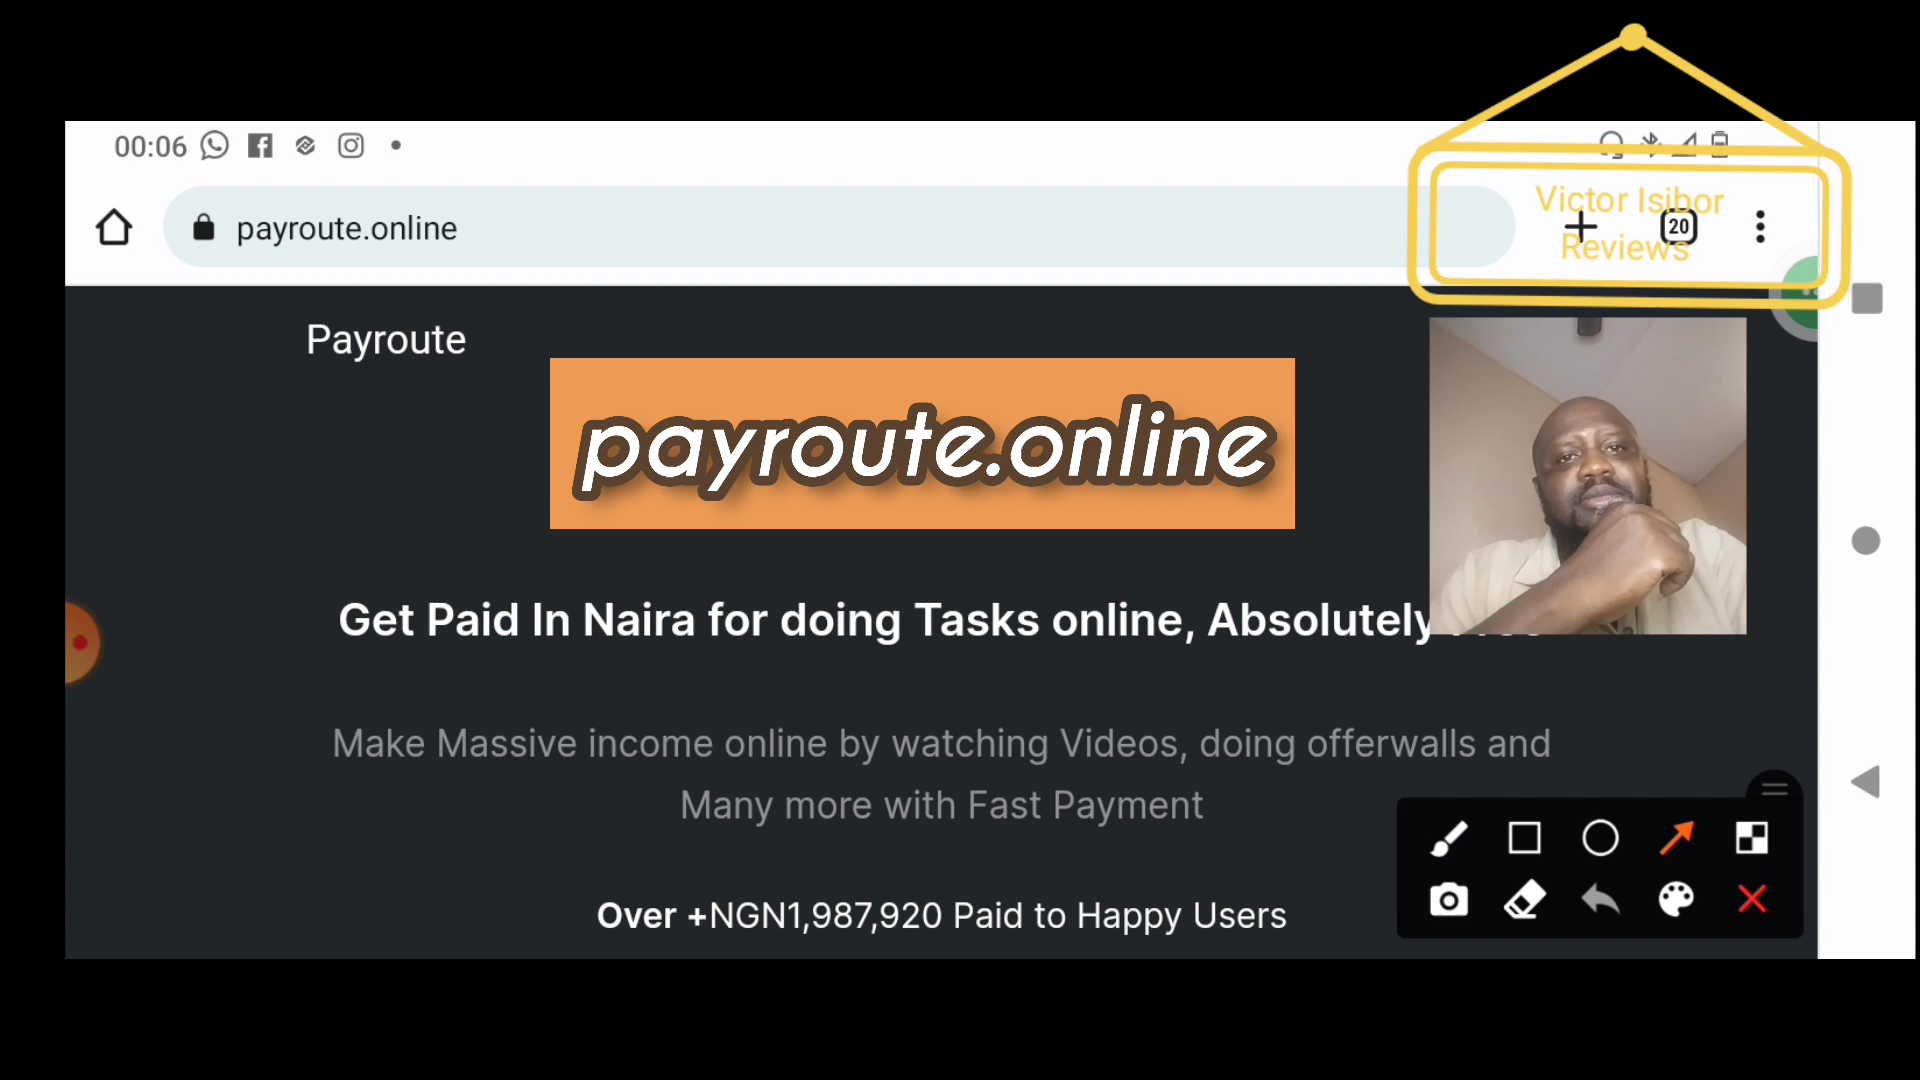 00:06
Victor Isibor
Reviews
payroute.online
20
Payroute
payroute.online
Get Paid In Naira for doing Tasks online, Absolutely
Make Massive income online by watching Videos, doing offerwalls and
Many more with Fast Payment
Over +NGN1,987,920 Paid to Happy Users